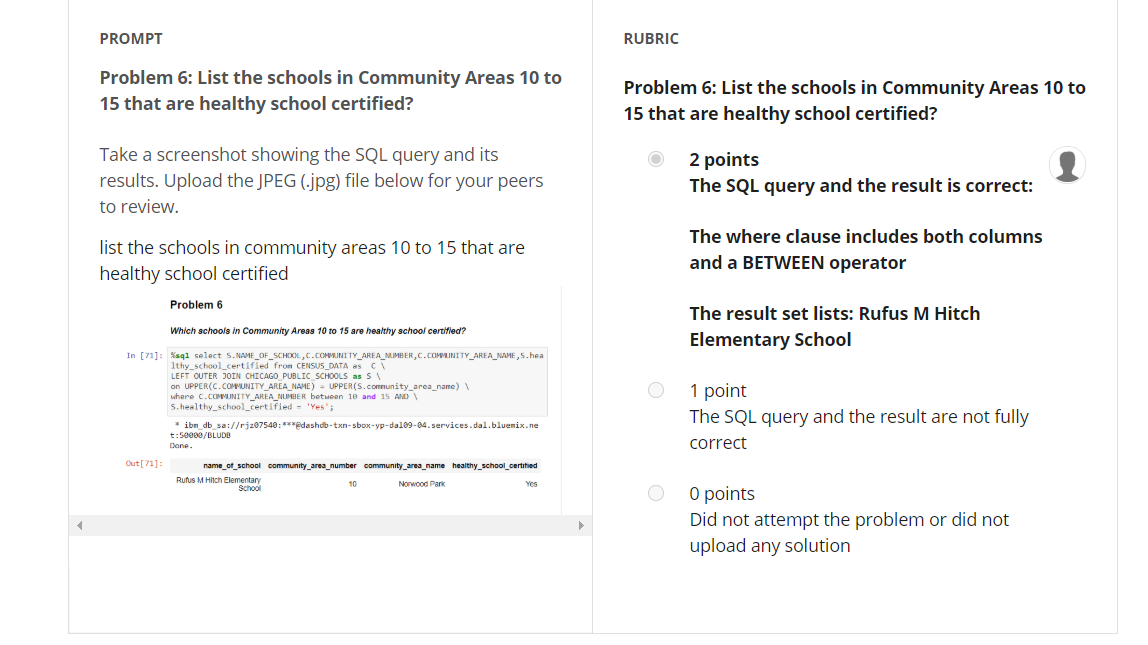 PROMPT
Problem 6: List the schools in Community Areas 10 to
15 that are healthy school certified?
Take a screenshot showing the SQL query and its
results. Upload the JPEG (.jpg) file below for your peers
to review.
list the schools in community areas 10 to 15 that are
healthy school certified
Problem 6
Which schools in Community Areas 10 to 15 are healthy school certified?
In [71]: %sql select S.NAME_OF_SCHOOL,C.COMMUNITY_AREA_NUMBER,C.COMMUNITY_AREA_NAME,S.hea
lthy_school_certified from CENSUS_DATA as C \
LEFT OUTER JOIN CHICAGO_PUBLIC_SCHOOLS as S \
on UPPER(C.COMMUNITY_AREA_NAME) = UPPER(S.community_area_name) \
where C.COMMUNITY_AREA_NUMBER between 10 and 15 AND \
S.healthy_school_certified = 'Yes';
* ibm_db_sa://rjz07540:***@dashdb-txn-sbox-yp-dal09-04.services.dal.bluemix.ne
t:50000/BLUDB
Done.
Out[71]: name_of_school community_area_number community_area_name healthy_school_certified
Rufus M Hitch Elementary
School 10 Norwood Park Yes
RUBRIC
Problem 6: List the schools in Community Areas 10 to
15 that are healthy school certified?
2 points
The SQL query and the result is correct:
The where clause includes both columns
and a BETWEEN operator
The result set lists: Rufus M Hitch
Elementary School
1 point
The SQL query and the result are not fully
correct
0 points
Did not attempt the problem or did not
upload any solution